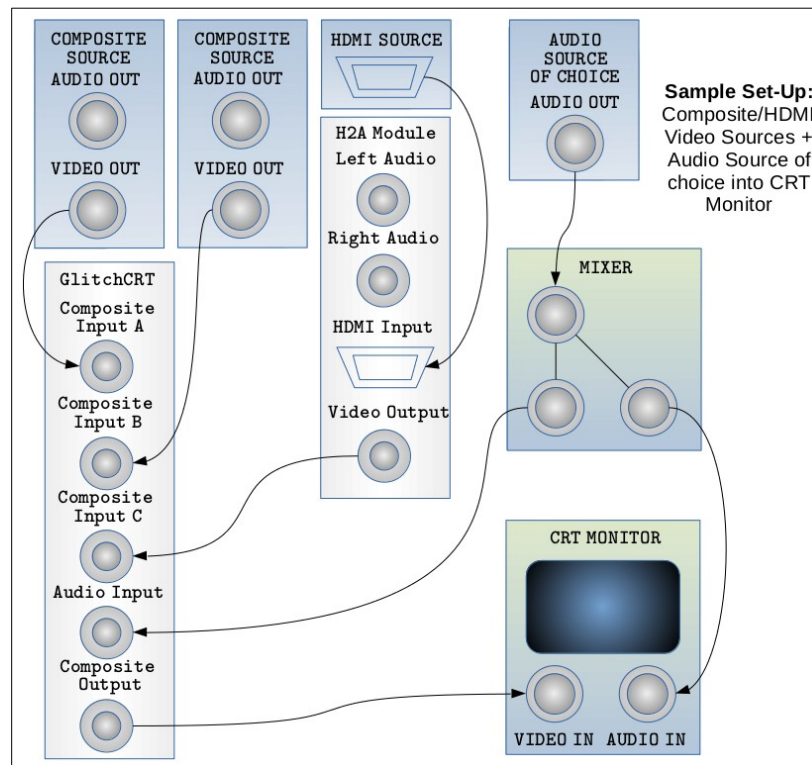 COMPOSITE
SOURCE
AUDIO OUT
VIDEO OUT
COMPOSITE
SOURCE
AUDIO OUT
VIDEO OUT
HDMI SOURCE
AUDIO
SOURCE
OF CHOICE
AUDIO OUT
Sample Set-Up:
Composite/HDMI
Video Sources +
Audio Source of
choice into CRT
Monitor
H2A Module
Left Audio
Right Audio
HDMI Input
Video Output
GlitchCRT
Composite
Input A
Composite
Input B
Composite
Input C
Audio Input
Composite
Output
MIXER
CRT MONITOR
VIDEO IN
AUDIO IN